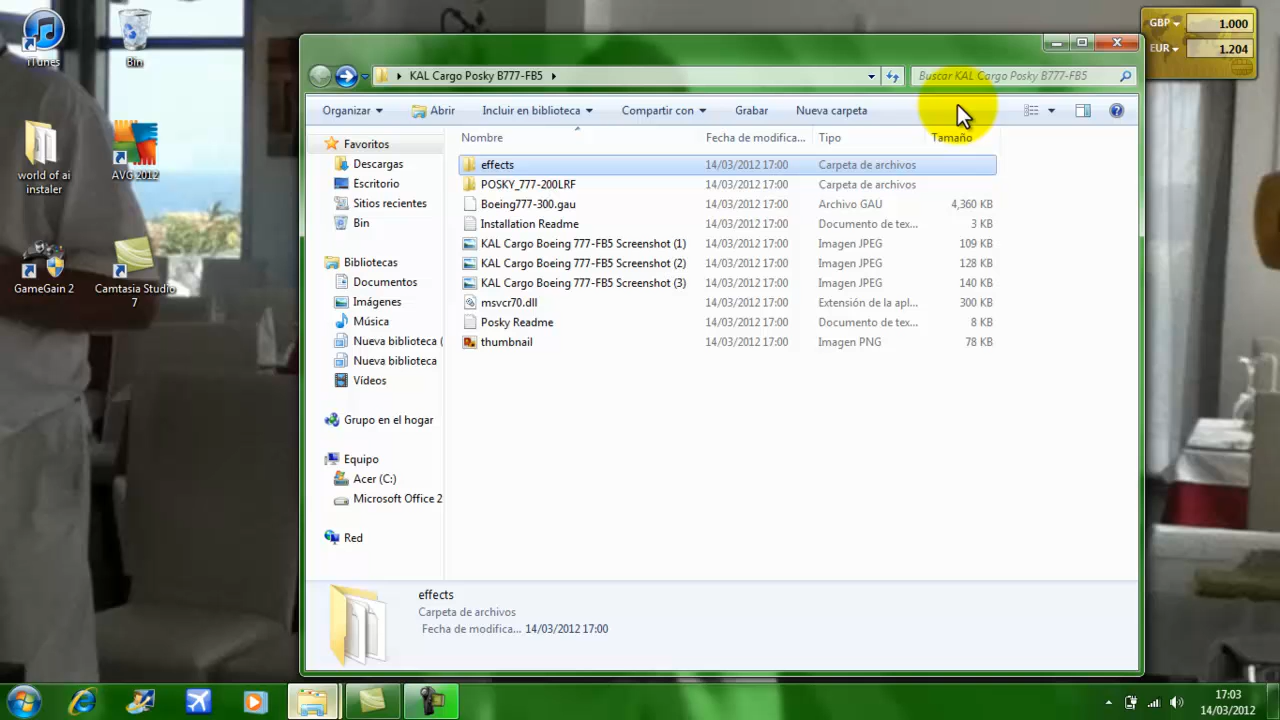 iTunes
Bin
world of ai
instaler
AVG 2012
GameGain 2
Camtasia Studio
7
GBP 1.000
EUR 1.204
KAL Cargo Posky B777-FB5
Buscar KAL Cargo Posky B777-FB5
Organizar Abrir Incluir en biblioteca Compartir con Grabar Nueva carpeta
Nombre Fecha de modifica... Tipo Tamaño
effects 14/03/2012 17:00 Carpeta de archivos
POSKY_777-200LRF 14/03/2012 17:00 Carpeta de archivos
Boeing777-300.gau 14/03/2012 17:00 Archivo GAU 4,360 KB
Installation Readme 14/03/2012 17:00 Documento de tex... 3 KB
KAL Cargo Boeing 777-FB5 Screenshot (1) 14/03/2012 17:00 Imagen JPEG 109 KB
KAL Cargo Boeing 777-FB5 Screenshot (2) 14/03/2012 17:00 Imagen JPEG 128 KB
KAL Cargo Boeing 777-FB5 Screenshot (3) 14/03/2012 17:00 Imagen JPEG 140 KB
msvcr70.dll 14/03/2012 17:00 Extensión de la apl... 300 KB
Posky Readme 14/03/2012 17:00 Documento de tex... 8 KB
thumbnail 14/03/2012 17:00 Imagen PNG 78 KB
Favoritos
Descargas
Escritorio
Sitios recientes
Bin
Bibliotecas
Documentos
Imágenes
Música
Nueva biblioteca (
Nueva biblioteca
Vídeos
Grupo en el hogar
Equipo
Acer (C:)
Microsoft Office 2
Red
effects
Carpeta de archivos
Fecha de modifica... 14/03/2012 17:00
17:03
14/03/2012